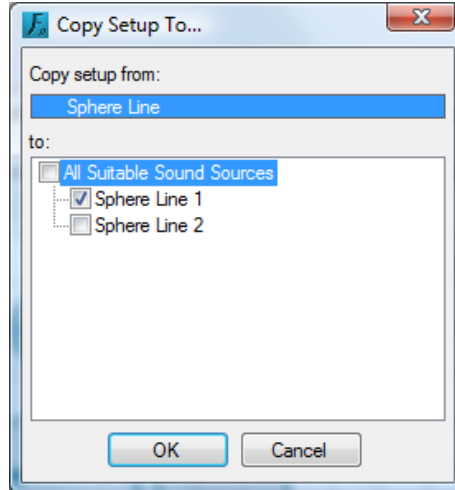 Copy Setup To...
Copy setup from:
Sphere Line
to:
All Suitable Sound Sources
Sphere Line 1
Sphere Line 2
OK
Cancel